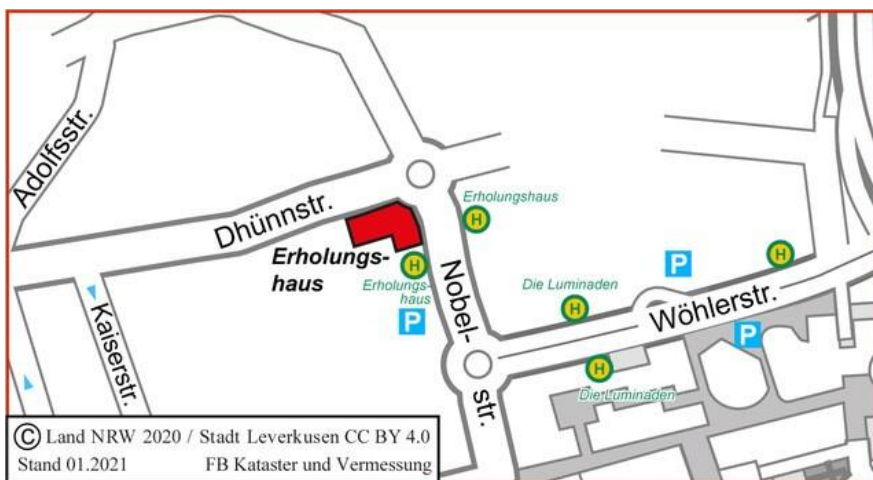 Adolfsstr.
Dhünnstr.
Erholungshaus
H
Erholungs-
haus
H
Erholungs-
haus
P
Nobel-
str.
Kaiserstr.
Die Luminaden
H
P
H
Wöhlerstr.
P
H
Die Luminaden
© Land NRW 2020 / Stadt Leverkusen CC BY 4.0
Stand 01.2021 FB Kataster und Vermessung